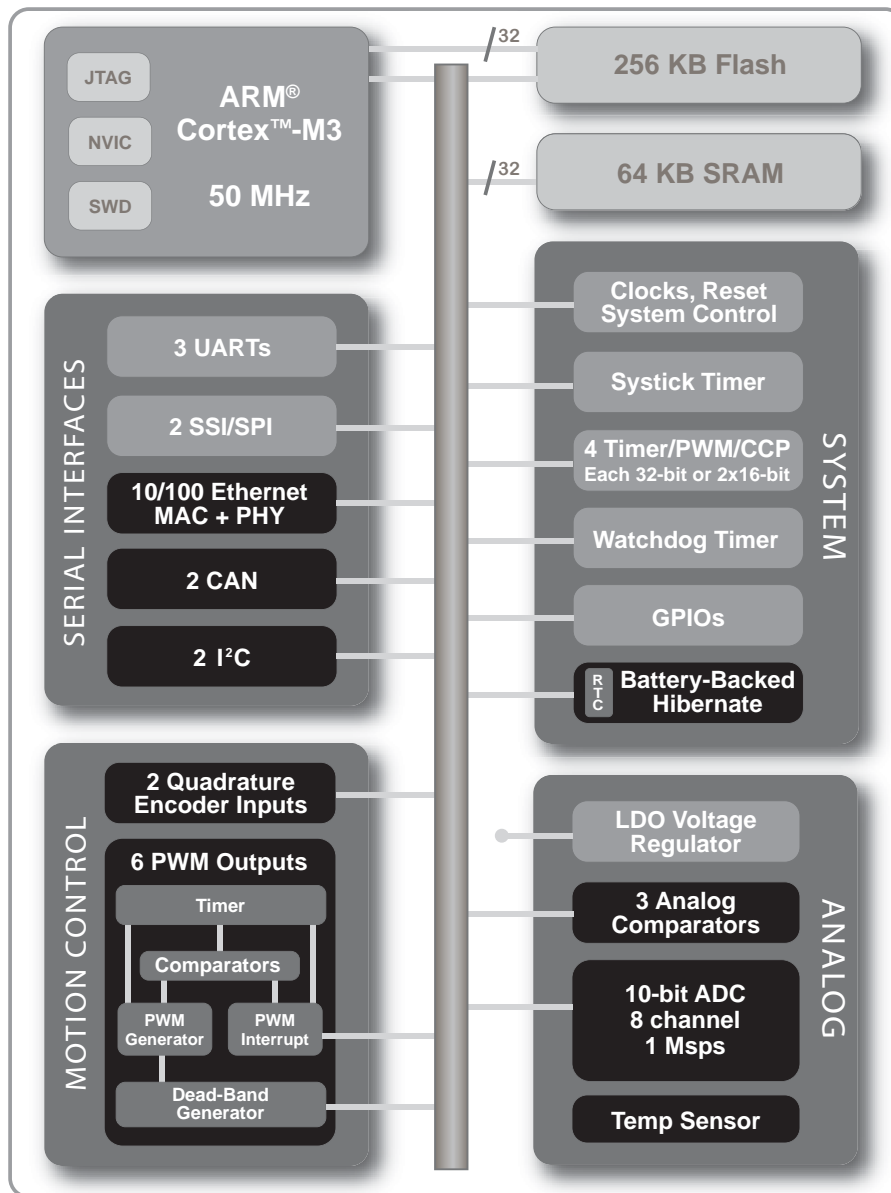 JTAG
NVIC
SWD
ARM®
Cortex™-M3
50 MHz
32
256 KB Flash
32
64 KB SRAM
SERIAL INTERFACES
3 UARTs
2 SSI/SPI
10/100 Ethernet
MAC + PHY
2 CAN
2 I²C
SYSTEM
Clocks, Reset
System Control
Systick Timer
4 Timer/PWM/CCP
Each 32-bit or 2x16-bit
Watchdog Timer
GPIOs
RTC
Battery-Backed
Hibernate
MOTION CONTROL
2 Quadrature
Encoder Inputs
6 PWM Outputs
Timer
Comparators
PWM
Generator
PWM
Interrupt
Dead-Band
Generator
ANALOG
LDO Voltage
Regulator
3 Analog
Comparators
10-bit ADC
8 channel
1 Msps
Temp Sensor